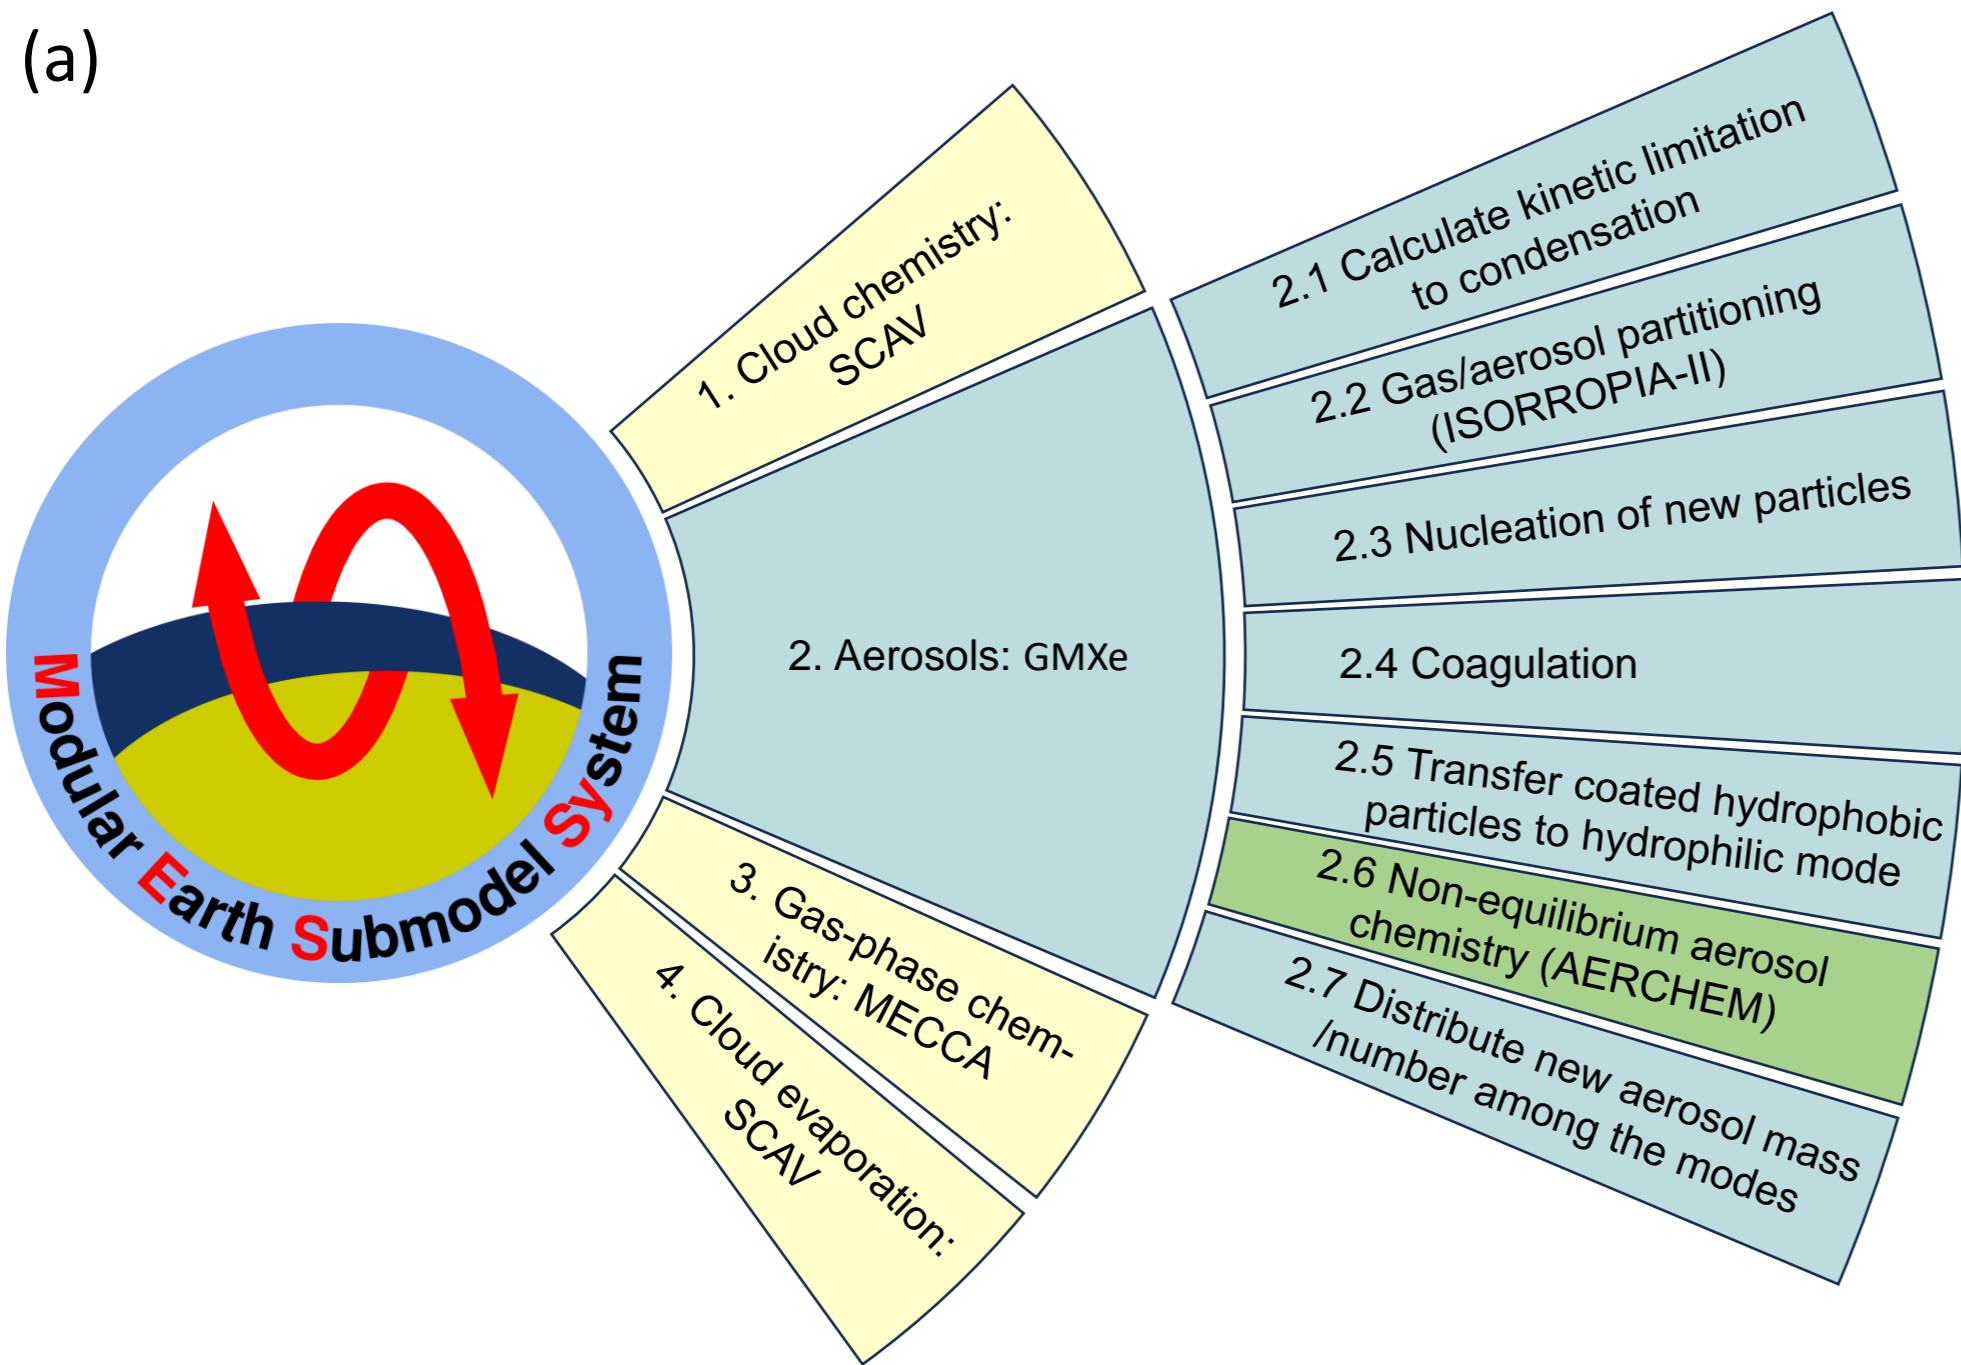 (a)
Modular Earth Submodel System
1. Cloud chemistry:
SCAV
2. Aerosols: GMXe
3. Gas-phase chem-
istry: MECCA
4. Cloud evaporation:
SCAV
2.1 Calculate kinetic limitation
to condensation
2.2 Gas/aerosol partitioning
(ISORROPIA-II)
2.3 Nucleation of new particles
2.4 Coagulation
2.5 Transfer coated hydrophobic
particles to hydrophilic mode
2.6 Non-equilibrium aerosol
chemistry (AERCHEM)
2.7 Distribute new aerosol mass
/number among the modes